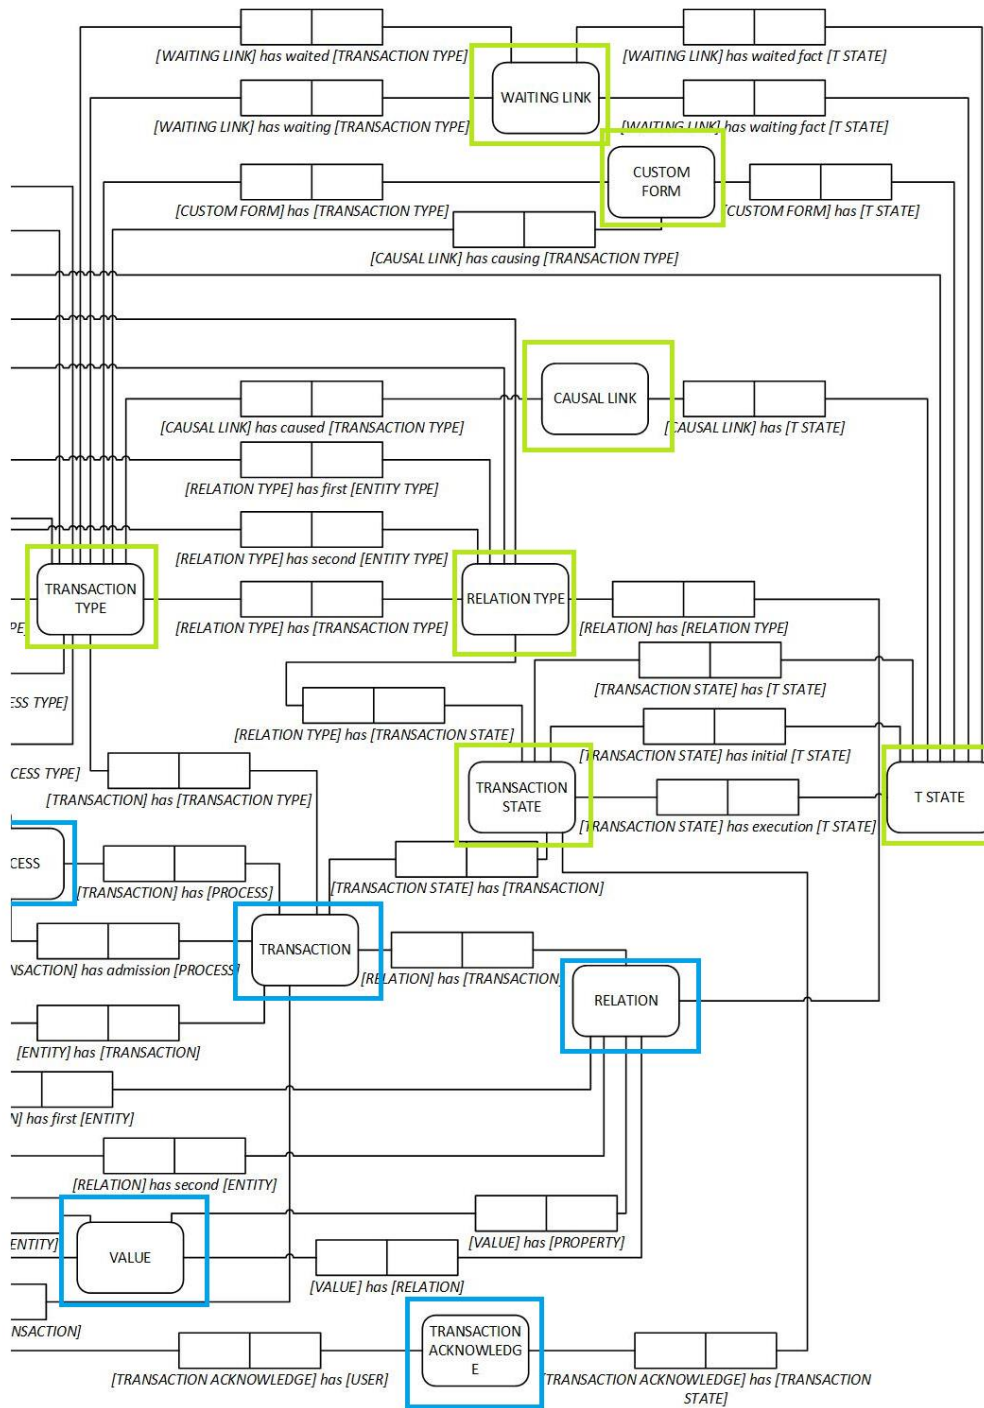 [WAITING LINK] has waited [TRANSACTION TYPE]
[WAITING LINK] has waited fact [T STATE]
WAITING LINK
[WAITING LINK] has waiting [TRANSACTION TYPE]
[WAITING LINK] has waiting fact [T STATE]
CUSTOM
FORM
[CUSTOM FORM] has [TRANSACTION TYPE]
[CUSTOM FORM] has [T STATE]
[CAUSAL LINK] has causing [TRANSACTION TYPE]
CAUSAL LINK
[CAUSAL LINK] has caused [TRANSACTION TYPE]
[CAUSAL LINK] has [T STATE]
[RELATION TYPE] has first [ENTITY TYPE]
[RELATION TYPE] has second [ENTITY TYPE]
TRANSACTION
TYPE
RELATION TYPE
PE]
[RELATION TYPE] has [TRANSACTION TYPE]
[RELATION] has [RELATION TYPE]
ESS TYPE]
[TRANSACTION STATE] has [T STATE]
[RELATION TYPE] has [TRANSACTION STATE]
[TRANSACTION STATE] has initial [T STATE]
CESS TYPE]
[TRANSACTION] has [TRANSACTION TYPE]
TRANSACTION
STATE
T STATE
[TRANSACTION STATE] has execution [T STATE]
CESS
[TRANSACTION] has [PROCESS]
[TRANSACTION STATE] has [TRANSACTION]
TRANSACTION
NSACTION] has admission [PROCESS]
[RELATION] has [TRANSACTION]
RELATION
[ENTITY] has [TRANSACTION]
N] has first [ENTITY]
[RELATION] has second [ENTITY]
ENTITY]
VALUE
[VALUE] has [PROPERTY]
[VALUE] has [RELATION]
NSACTION]
TRANSACTION
ACKNOWLEDG
E
[TRANSACTION ACKNOWLEDGE] has [USER]
[TRANSACTION ACKNOWLEDGE] has [TRANSACTION
STATE]